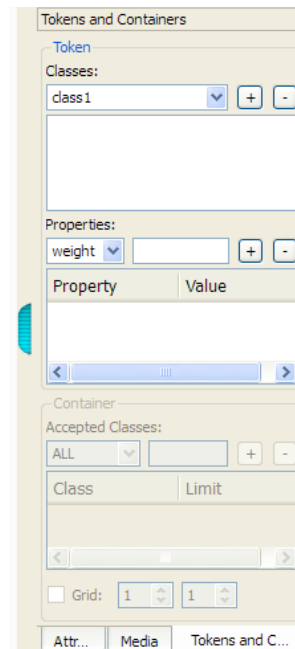 Tokens and Containers
Token
Classes:
class1 + -
Properties:
weight + -
Property Value
Container
Accepted Classes:
ALL + -
Class Limit
Grid: 1 1
Attr... Media Tokens and C...